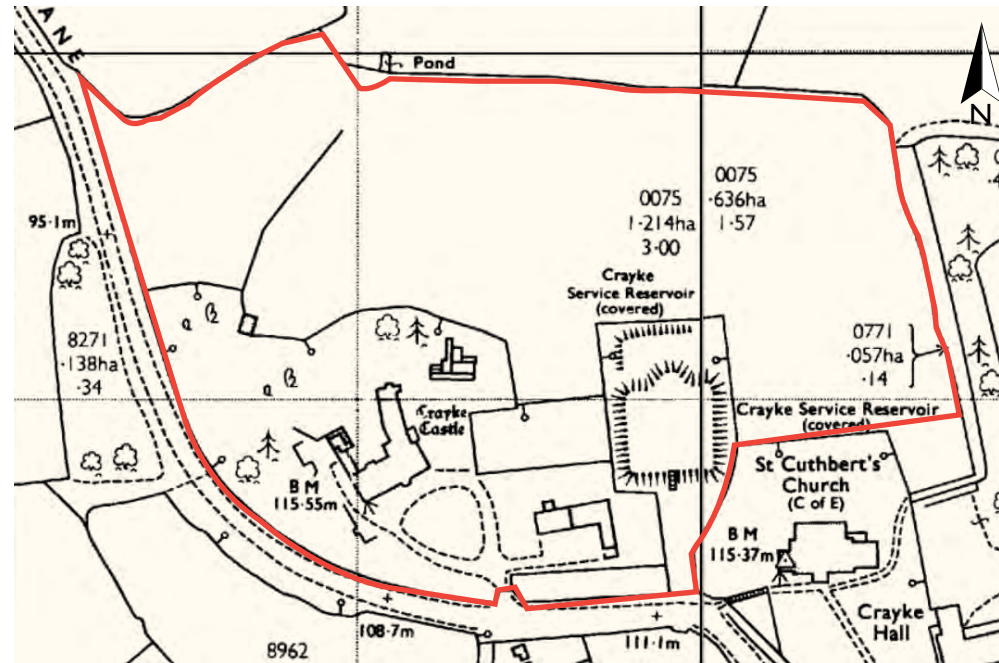 ANE
Pond
N
0075
·636ha
1·57
0075
1·214ha
3·00
95·1m
Crayke
Service Reservoir
(covered)
8271
·138ha
·34
0771
·057ha
·14
Crayke
Castle
Crayke Service Reservoir
(covered)
St Cuthbert's
Church
(C of E)
B M
115·55m
B M
115·37m
Crayke
Hall
108·7m
111·1m
8962